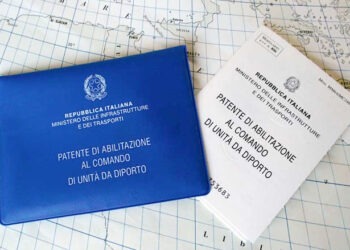 REPUBBLICA ITALIANA
MINISTERO DELLE INFRASTRUTTURE
E DEI TRASPORTI
PATENTE DI ABILITAZIONE
AL COMANDO
DI UNITÀ DA DIPORTO
REPUBBLICA ITALIANA
MINISTERO DELLE INFRASTRUTTURE
E DEI TRASPORTI
PATENTE DI ABILITAZIONE
AL COMANDO
DI UNITÀ DA DIPORTO